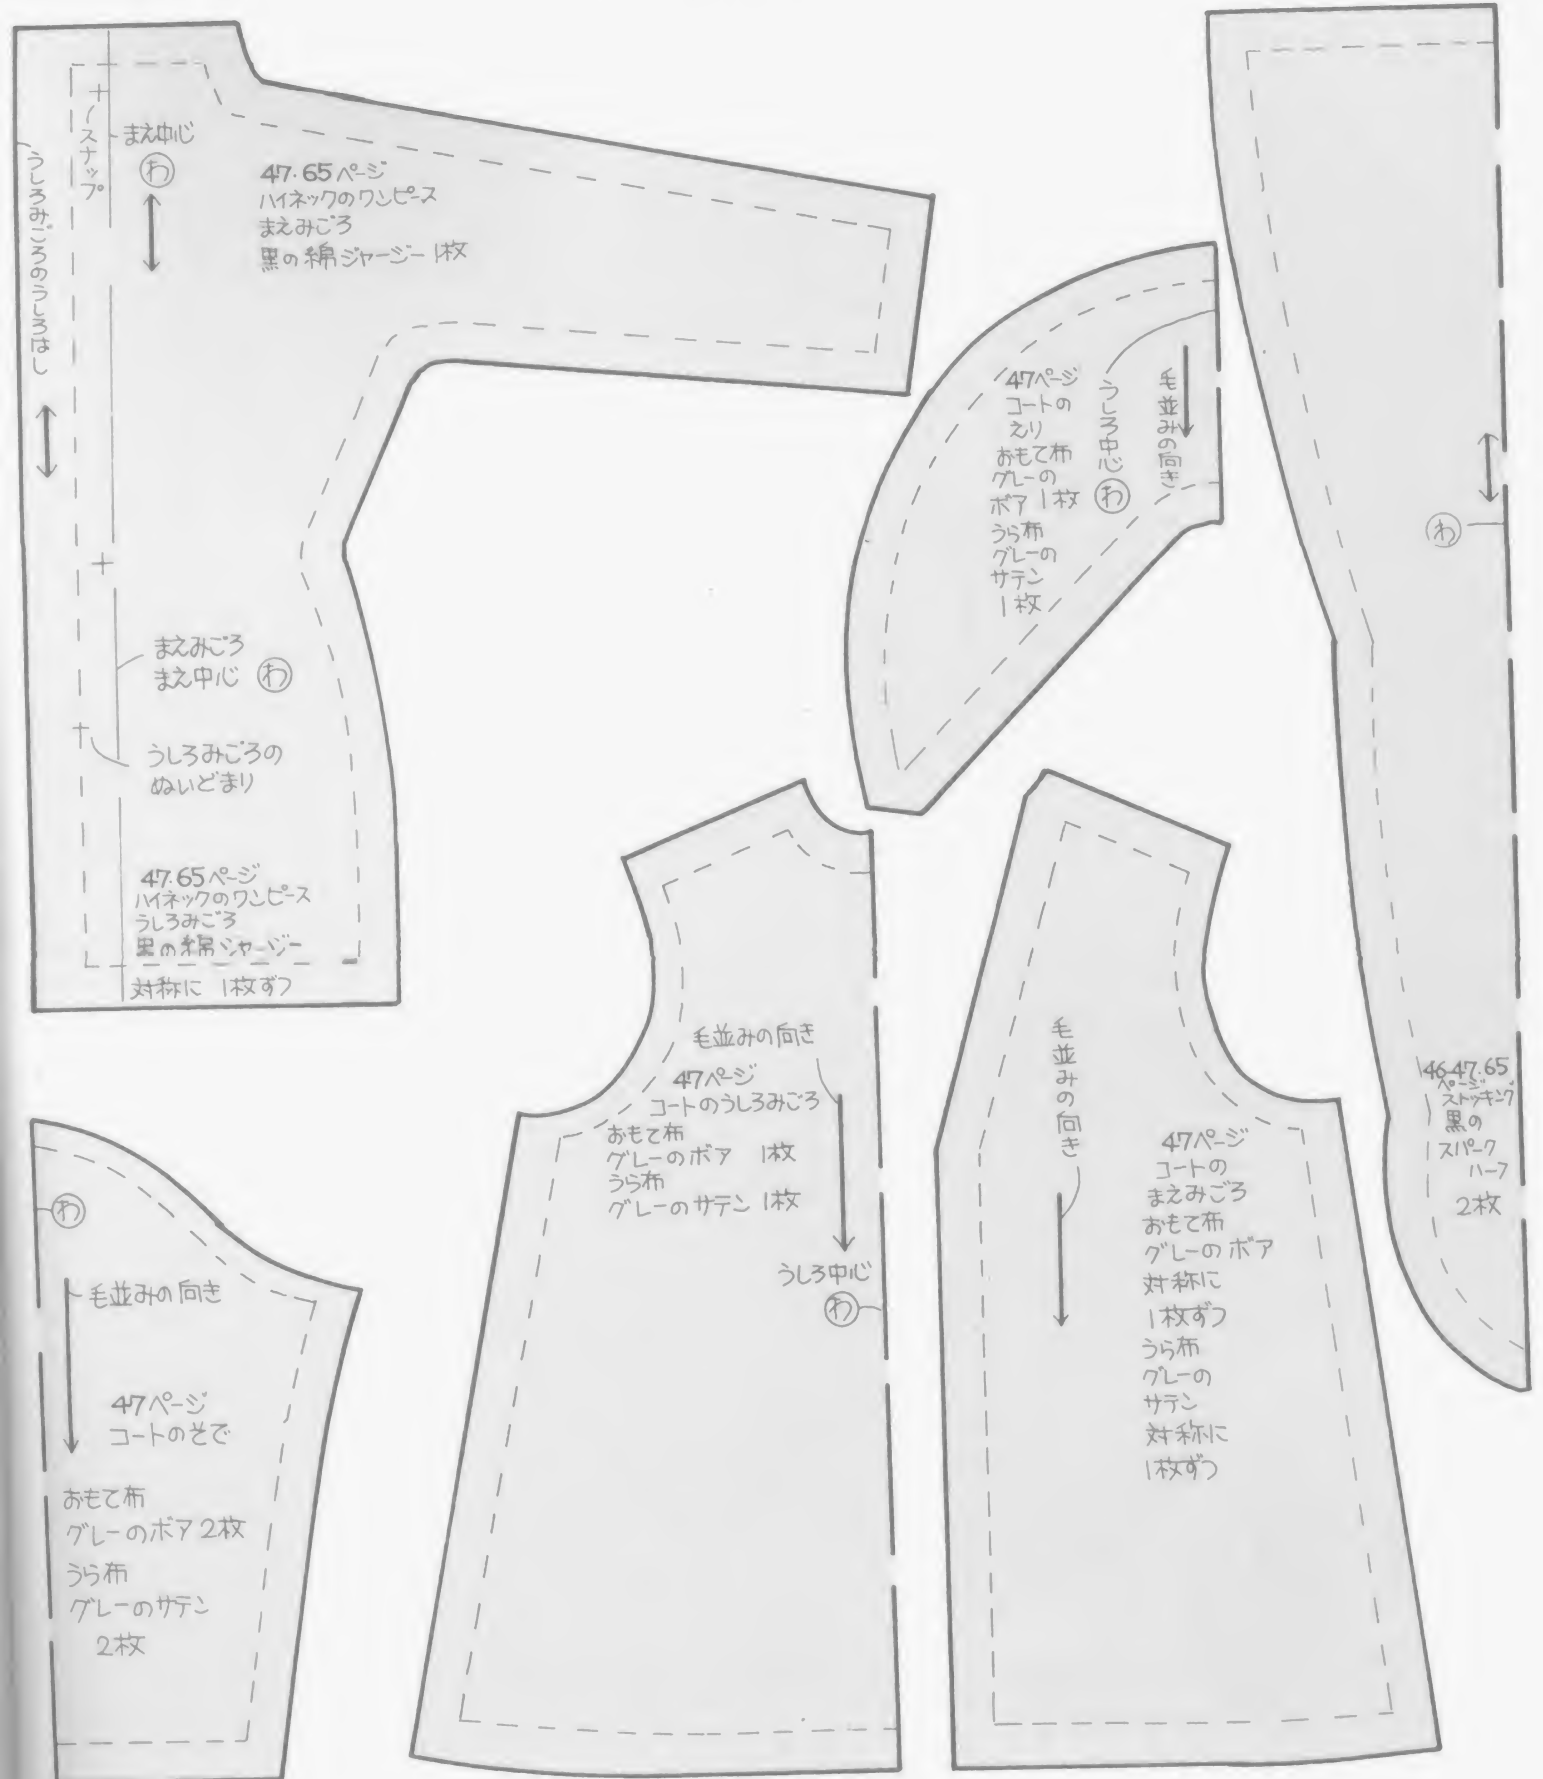 うしろみごろのうしろはし
スナップ
まえ中心
わ
47・65ページ
ハイネックのワンピース
まえみごろ
黒の綿ジャージー 1枚
まえみごろ
まえ中心 わ
うしろみごろの
ぬいどまり
47・65ページ
ハイネックのワンピース
うしろみごろ
黒の綿ジャージー
対称に 1枚ずつ
47ページ
コートの
えり
おもて布
グレーの
ボア 1枚
うら布
グレーの
サテン
1枚
うしろ中心 わ
毛並みの向き
わ
46・47・65
ページ
ストッキング
黒の
スパーク
ハーフ
2枚
わ
毛並みの向き
47ページ
コートのそで
おもて布
グレーのボア 2枚
うら布
グレーのサテン
2枚
毛並みの向き
47ページ
コートのうしろみごろ
おもて布
グレーのボア 1枚
うら布
グレーのサテン 1枚
うしろ中心
わ
毛並みの向き
47ページ
コートの
まえみごろ
おもて布
グレーのボア
対称に
1枚ずつ
うら布
グレーの
サテン
対称に
1枚ずつ